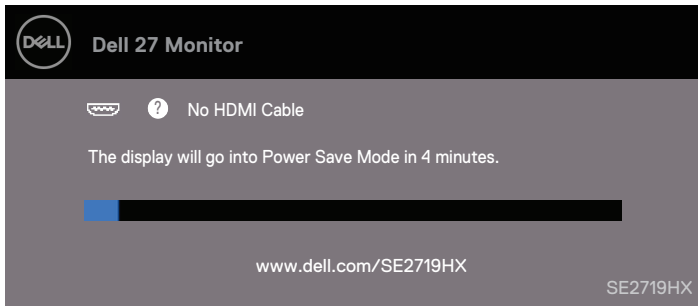 DELL
Dell 27 Monitor
? No HDMI Cable
The display will go into Power Save Mode in 4 minutes.
www.dell.com/SE2719HX
SE2719HX